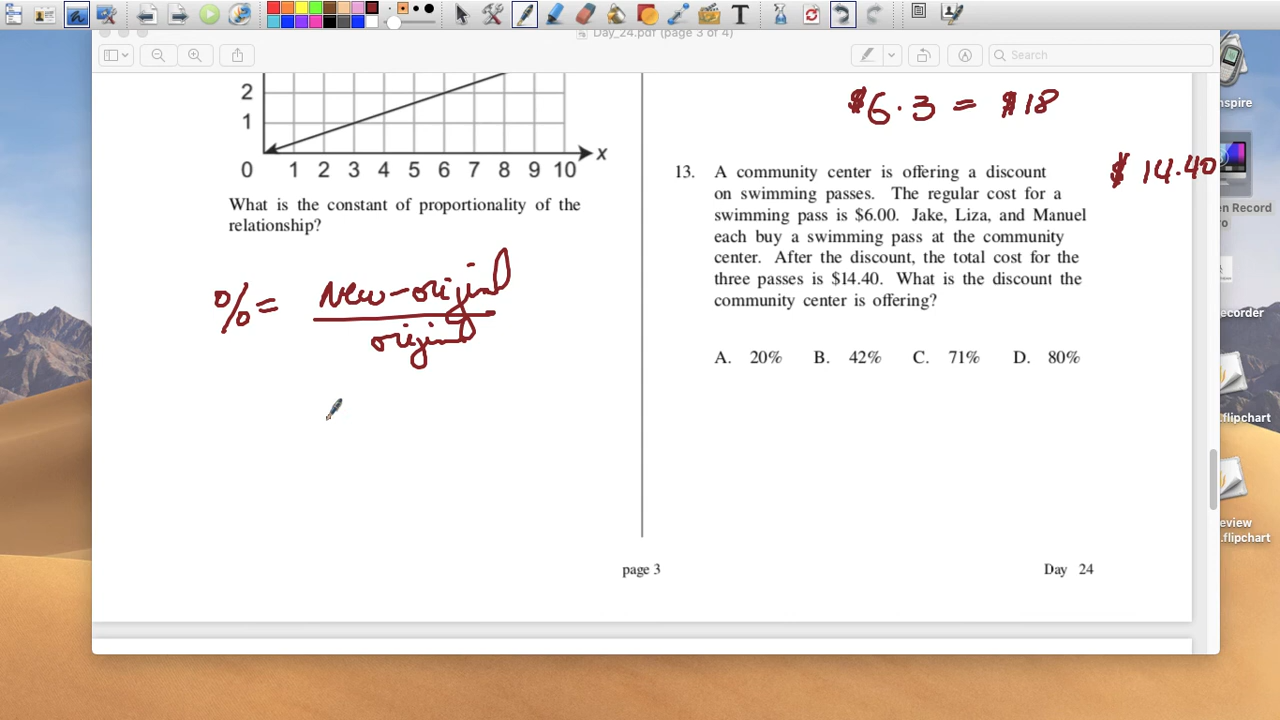 Day_24.pdf (page 3 of 4)
Search
2
1
0 1 2 3 4 5 6 7 8 9 10 x
What is the constant of proportionality of the
relationship?
% = New-original
original
$6 · 3 = $18
$14.40
13. A community center is offering a discount
on swimming passes. The regular cost for a
swimming pass is $6.00. Jake, Liza, and Manuel
each buy a swimming pass at the community
center. After the discount, the total cost for the
three passes is $14.40. What is the discount the
community center is offering?
A. 20% B. 42% C. 71% D. 80%
page 3
Day 24
nspire
en Record
ro
ecorder
.flipchart
eview
.flipchart